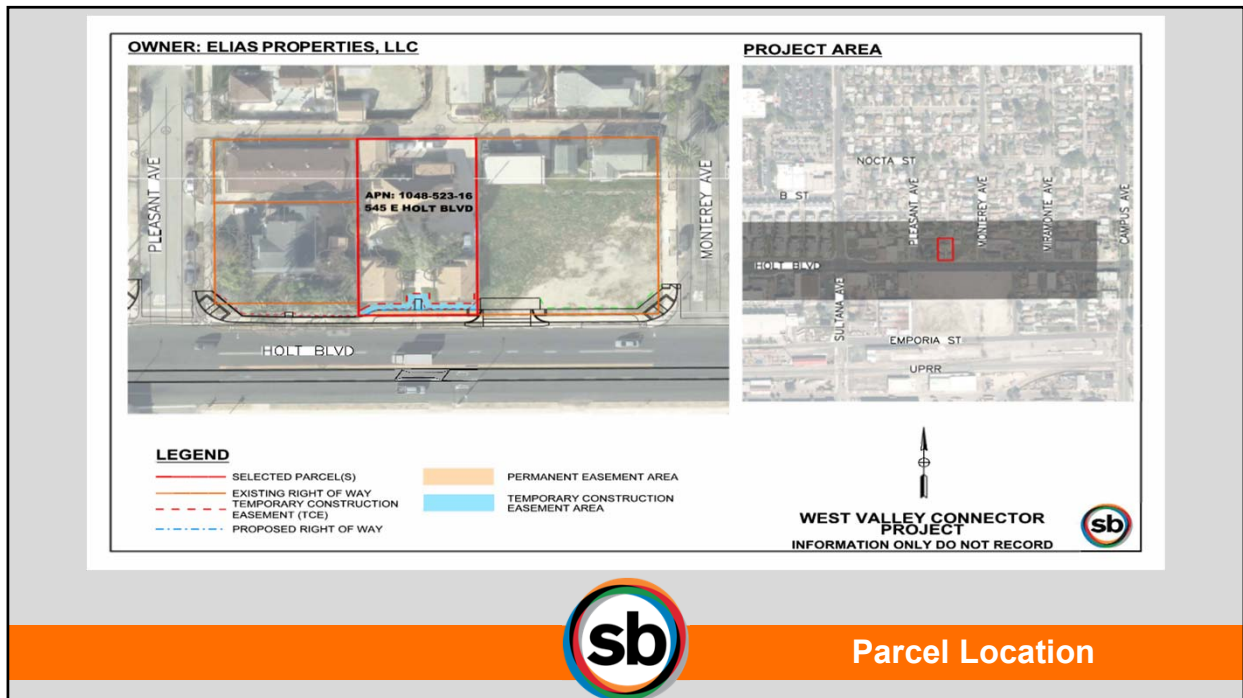 OWNER: ELIAS PROPERTIES, LLC
PLEASANT AVE
APN: 1048-523-16
545 E HOLT BLVD
MONTEREY AVE
HOLT BLVD
PROJECT AREA
NOCTA ST
B ST
PLEASANT AVE
MONTEREY AVE
MIRAMONTE AVE
CAMPUS AVE
HOLT BLVD
SULTANA AVE
EMPORIA ST
UPRR
LEGEND
SELECTED PARCEL(S)
EXISTING RIGHT OF WAY
TEMPORARY CONSTRUCTION
EASEMENT (TCE)
PROPOSED RIGHT OF WAY
PERMANENT EASEMENT AREA
TEMPORARY CONSTRUCTION
EASEMENT AREA
WEST VALLEY CONNECTOR
PROJECT
INFORMATION ONLY DO NOT RECORD
sb
sb
Parcel Location